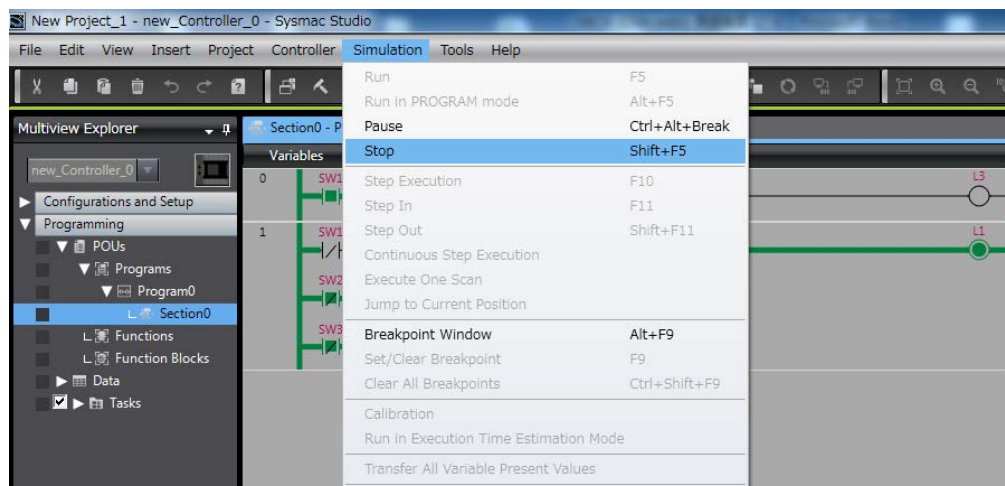 New Project_1 - new_Controller_0 - Sysmac Studio
File Edit View Insert Project Controller Simulation Tools Help
Multiview Explorer
new_Controller_0
Configurations and Setup
Programming
POUs
Programs
Program0
Section0
Functions
Function Blocks
Data
Tasks
Section0 - P
Variables
0 SW1 L3
1 SW1 L1
SW2
SW3
Run F5
Run in PROGRAM mode Alt+F5
Pause Ctrl+Alt+Break
Stop Shift+F5
Step Execution F10
Step In F11
Step Out Shift+F11
Continuous Step Execution
Execute One Scan
Jump to Current Position
Breakpoint Window Alt+F9
Set/Clear Breakpoint F9
Clear All Breakpoints Ctrl+Shift+F9
Calibration
Run in Execution Time Estimation Mode
Transfer All Variable Present Values